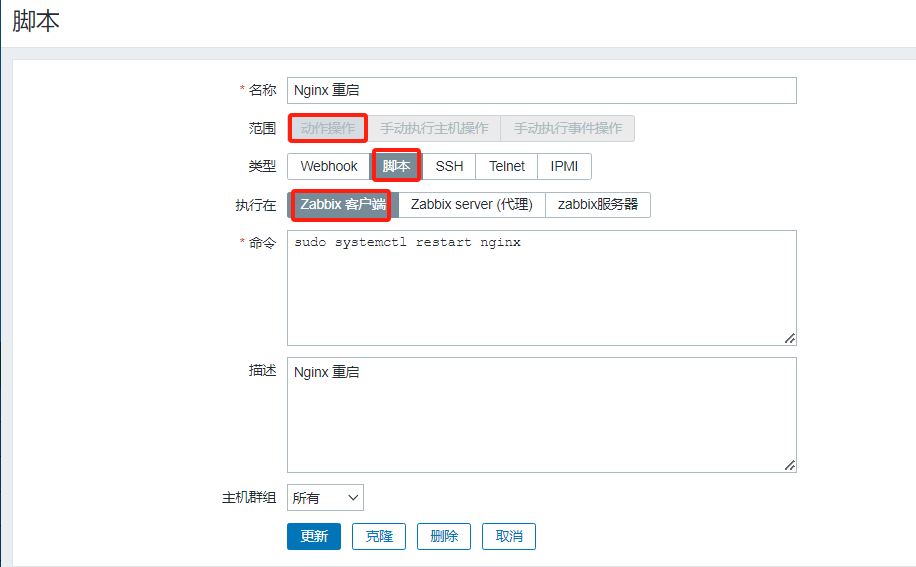 脚本
* 名称 Nginx 重启
范围 动作操作 手动执行主机操作 手动执行事件操作
类型 Webhook 脚本 SSH Telnet IPMI
执行在 Zabbix 客户端 Zabbix server (代理) zabbix服务器
* 命令 sudo systemctl restart nginx
描述 Nginx 重启
主机群组 所有
更新 克隆 删除 取消